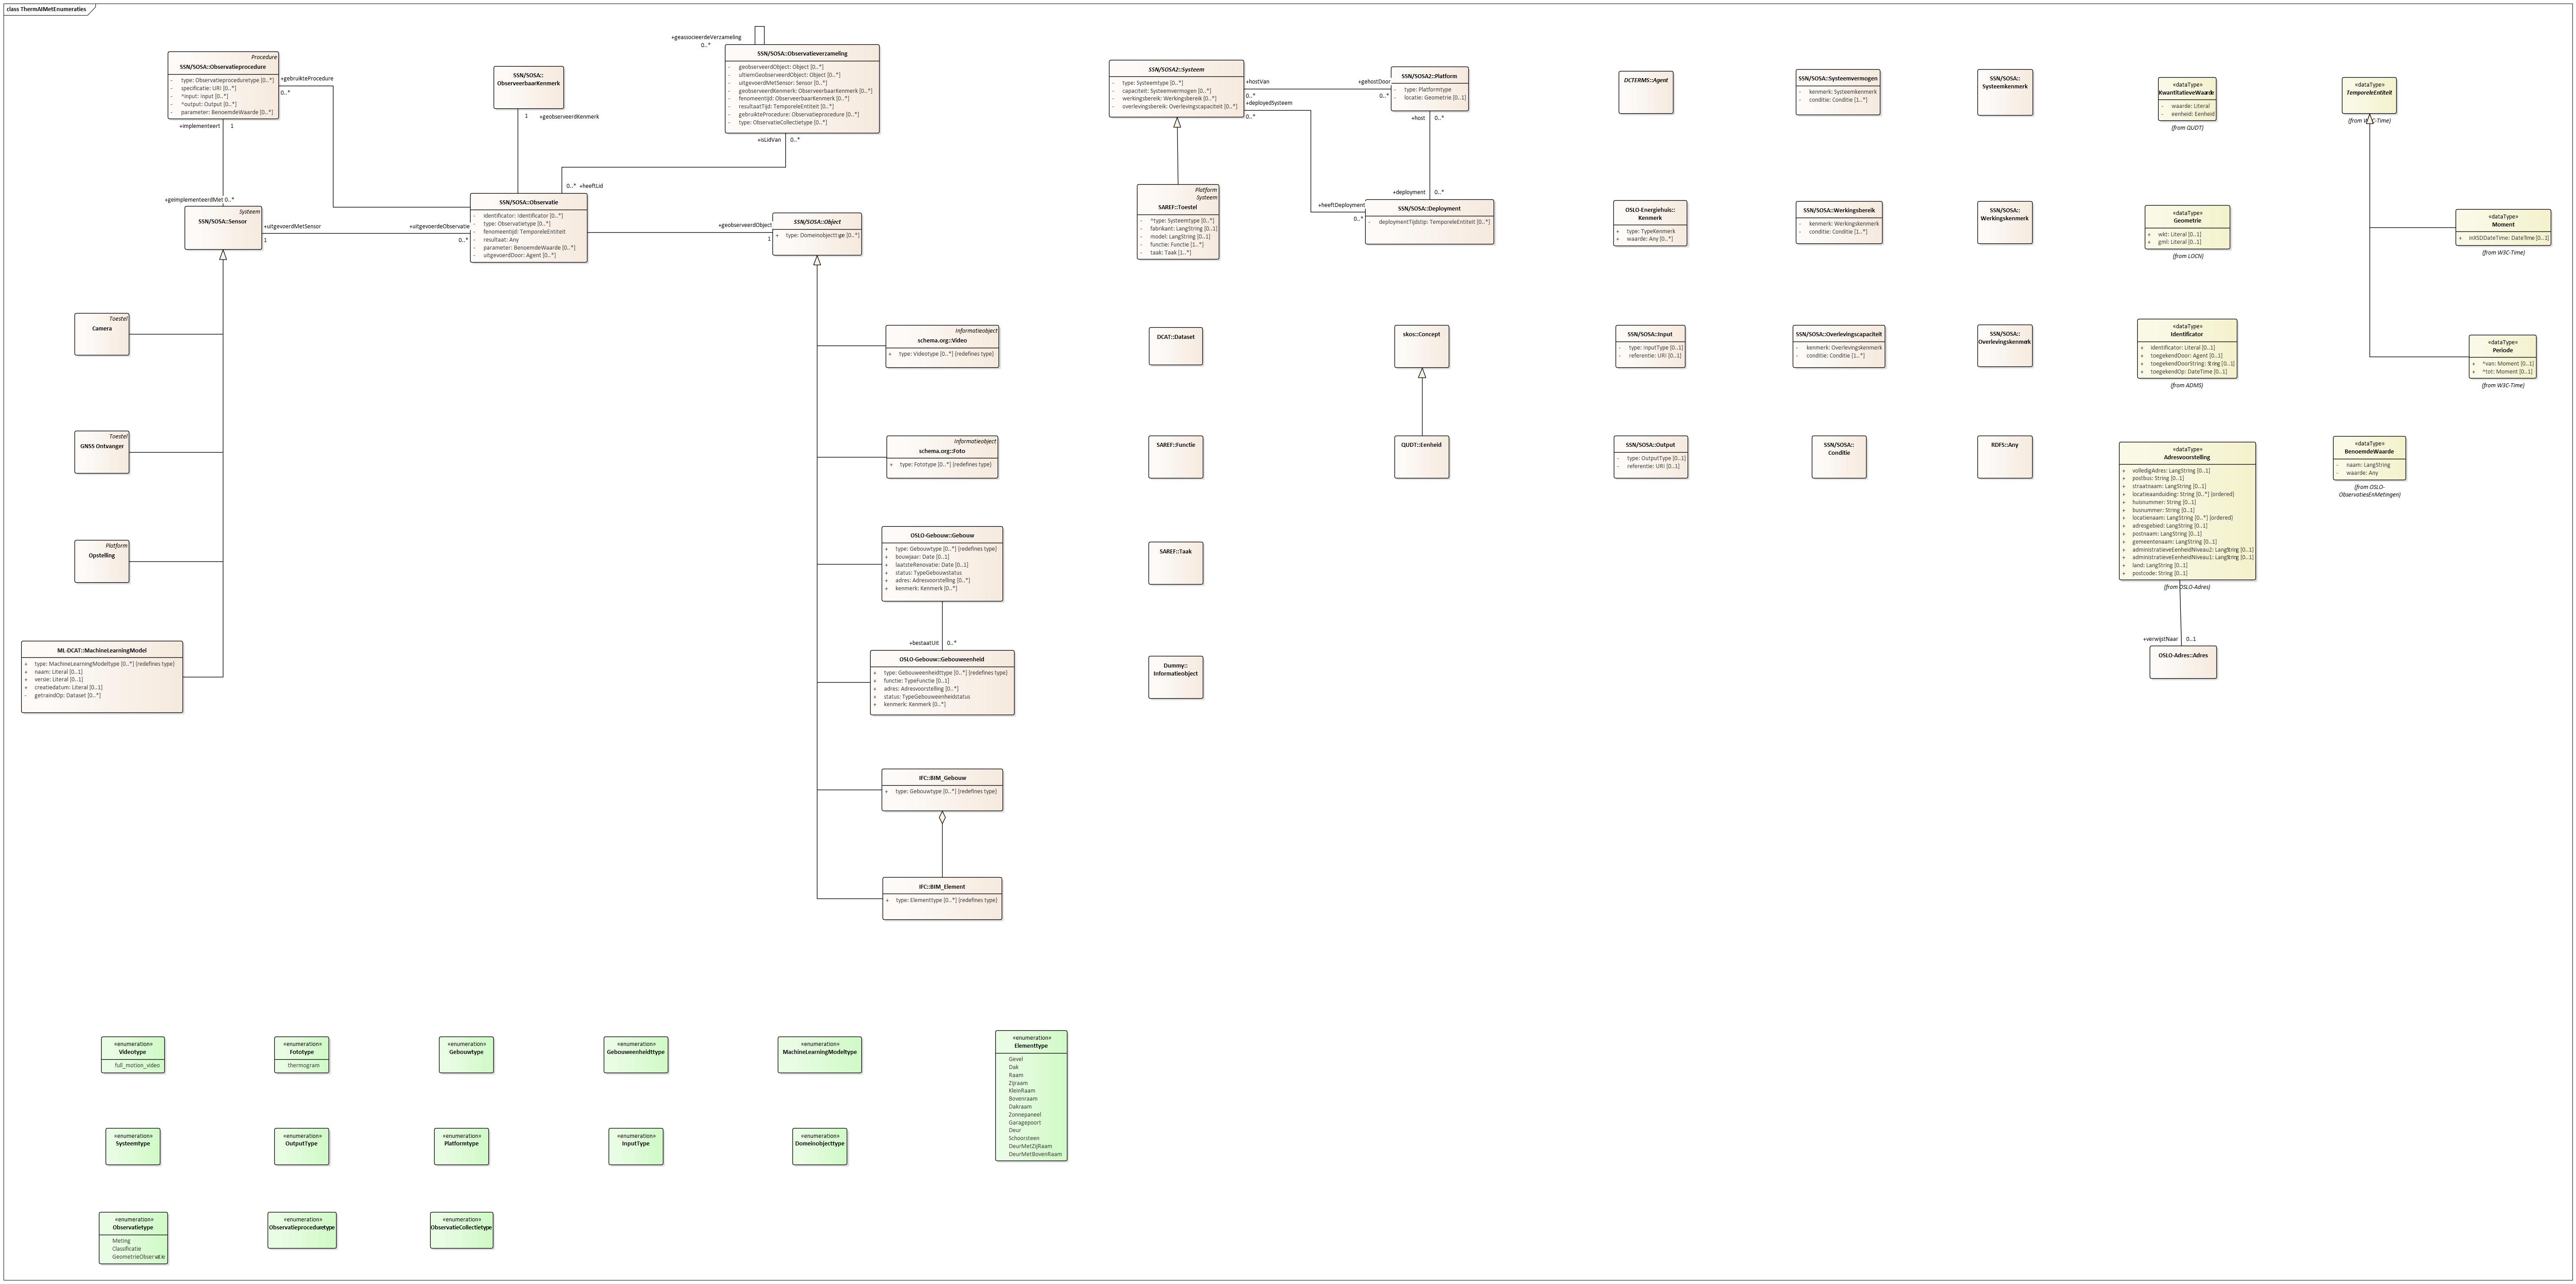 class ThermAIMetEnumeraties
Procedure
SSN/SOSA::Observatieprocedure
- type: Observatieproceduretype [0..*]
- specificatie: URI [0..*]
- ^input: Input [0..*]
- ^output: Output [0..*]
- parameter: BenoemdeWaarde [0..*]
+gebruikteProcedure
0..*
+implementeert 1
+geimplementeerdMet 0..*
Systeem
SSN/SOSA::Sensor
+uitgevoerdMetSensor
1
+uitgevoerdeObservatie
0..*
SSN/SOSA::
ObserveerbaarKenmerk
1 +geobserveerdKenmerk
+geassocieerdeVerzameling
0..*
SSN/SOSA::Observatieverzameling
- geobserveerdObject: Object [0..*]
- ultiemGeobserveerdObject: Object [0..*]
- uitgevoerdMetSensor: Sensor [0..*]
- geobserveerdKenmerk: ObserveerbaarKenmerk [0..*]
- fenomeentijd: ObserveerbaarKenmerk [0..*]
- resultaatTijd: TemporeleEntiteit [0..*]
- gebruikteProcedure: Observatieprocedure [0..*]
- type: ObservatieCollectietype [0..*]
+isLidVan 0..*
0..* +heeftLid
SSN/SOSA::Observatie
- identificator: Identificator [0..*]
- type: Observatietype [0..*]
- fenomeentijd: TemporeleEntiteit
- resultaat: Any
- parameter: BenoemdeWaarde [0..*]
- uitgevoerdDoor: Agent [0..*]
+geobserveerdObject
1
SSN/SOSA::Object
+ type: Domeinobjecttype [0..*]
Toestel
Camera
Toestel
GNSS Ontvanger
Platform
Opstelling
ML-DCAT::MachineLearningModel
+ type: MachineLearningModeltype [0..*] {redefines type}
+ naam: Literal [0..1]
+ versie: Literal [0..1]
+ creatiedatum: Literal [0..1]
- getraindOp: Dataset [0..*]
Informatieobject
schema.org::Video
+ type: Videotype [0..*] {redefines type}
Informatieobject
schema.org::Foto
+ type: Fototype [0..*] {redefines type}
OSLO-Gebouw::Gebouw
+ type: Gebouwtype [0..*] {redefines type}
+ bouwjaar: Date [0..1]
+ laatsteRenovatie: Date [0..1]
+ status: TypeGebouwstatus
+ adres: Adresvoorstelling [0..*]
+ kenmerk: Kenmerk [0..*]
+bestaatUit 0..*
OSLO-Gebouw::Gebouweenheid
+ type: Gebouweenheidttype [0..*] {redefines type}
+ functie: TypeFunctie [0..1]
+ adres: Adresvoorstelling [0..*]
+ status: TypeGebouweenheidstatus
+ kenmerk: Kenmerk [0..*]
IFC::BIM_Gebouw
+ type: Gebouwtype [0..*] {redefines type}
IFC::BIM_Element
+ type: Elementtype [0..*] {redefines type}
SSN/SOSA2::Systeem
- type: Systeemtype [0..*]
- capaciteit: Systeemvermogen [0..*]
- werkingsbereik: Werkingsbereik [0..*]
- overlevingsbereik: Overlevingscapaciteit [0..*]
+hostVan
0..*
+deployedSysteem
0..*
+gehostDoor
0..*
SSN/SOSA2::Platform
- type: Platformtype
- locatie: Geometrie [0..1]
+host 0..*
+deployment 0..*
+heeftDeployment
0..*
SSN/SOSA::Deployment
- deploymentTijdstip: TemporeleEntiteit [0..*]
Platform
Systeem
SAREF::Toestel
- ^type: Systeemtype [0..*]
- fabrikant: LangString [0..1]
- model: LangString [0..1]
- functie: Functie [1..*]
- taak: Taak [1..*]
DCAT::Dataset
SAREF::Functie
SAREF::Taak
Dummy::
Informatieobject
skos::Concept
QUDT::Eenheid
DCTERMS::Agent
OSLO-Energiehuis::
Kenmerk
+ type: TypeKenmerk
+ waarde: Any [0..*]
SSN/SOSA::Input
- type: InputType [0..1]
- referentie: URI [0..1]
SSN/SOSA::Output
- type: OutputType [0..1]
- referentie: URI [0..1]
SSN/SOSA::Systeemvermogen
- kenmerk: Systeemkenmerk
- conditie: Conditie [1..*]
SSN/SOSA::Werkingsbereik
- kenmerk: Werkingskenmerk
- conditie: Conditie [1..*]
SSN/SOSA::Overlevingscapaciteit
- kenmerk: Overlevingskenmerk
- conditie: Conditie [1..*]
SSN/SOSA::
Conditie
SSN/SOSA::
Systeemkenmerk
SSN/SOSA::
Werkingskenmerk
SSN/SOSA::
Overlevingskenmerk
RDFS::Any
«dataType»
KwantitatieveWaarde
- waarde: Literal
- eenheid: Eenheid
(from QUDT)
«dataType»
Geometrie
+ wkt: Literal [0..1]
+ gml: Literal [0..1]
(from LOCN)
«dataType»
Identificator
+ identificator: Literal [0..1]
+ toegekendDoor: Agent [0..1]
+ toegekendDoorString: String [0..1]
+ toegekendOp: DateTime [0..1]
(from ADMS)
«dataType»
Adresvoorstelling
+ volledigAdres: LangString [0..1]
+ postbus: String [0..1]
+ straatnaam: LangString [0..1]
+ locatieaanduiding: String [0..*] {ordered}
+ huisnummer: String [0..1]
+ busnummer: String [0..1]
+ locatienaam: LangString [0..*] {ordered}
+ adresgebied: LangString [0..1]
+ postnaam: LangString [0..1]
+ gemeentenaam: LangString [0..1]
+ administratieveEenheidNiveau2: LangString [0..1]
+ administratieveEenheidNiveau1: LangString [0..1]
+ land: LangString [0..1]
+ postcode: String [0..1]
(from OSLO-Adres)
+verwijstNaar 0..1
OSLO-Adres::Adres
«dataType»
TemporeleEntiteit
(from W3C-Time)
«dataType»
Moment
+ inXSDDateTime: DateTime [0..1]
(from W3C-Time)
«dataType»
Periode
+ ^van: Moment [0..1]
+ ^tot: Moment [0..1]
(from W3C-Time)
«dataType»
BenoemdeWaarde
- naam: LangString
- waarde: Any
(from OSLO-
ObservatiesEnMetingen)
«enumeration»
Videotype
full_motion_video
«enumeration»
Fototype
thermogram
«enumeration»
Gebouwtype
«enumeration»
Gebouweenheidttype
«enumeration»
MachineLearningModeltype
«enumeration»
Elementtype
Gevel
Dak
Raam
Zijraam
KleinRaam
Bovenraam
Dakraam
Zonnepaneel
Garagepoort
Deur
Schoorsteen
DeurMetZijRaam
DeurMetBovenRaam
«enumeration»
Systeemtype
«enumeration»
OutputType
«enumeration»
Platformtype
«enumeration»
InputType
«enumeration»
Domeinobjecttype
«enumeration»
Observatietype
Meting
Classificatie
GeometrieObservatie
«enumeration»
Observatieproceduretype
«enumeration»
ObservatieCollectietype